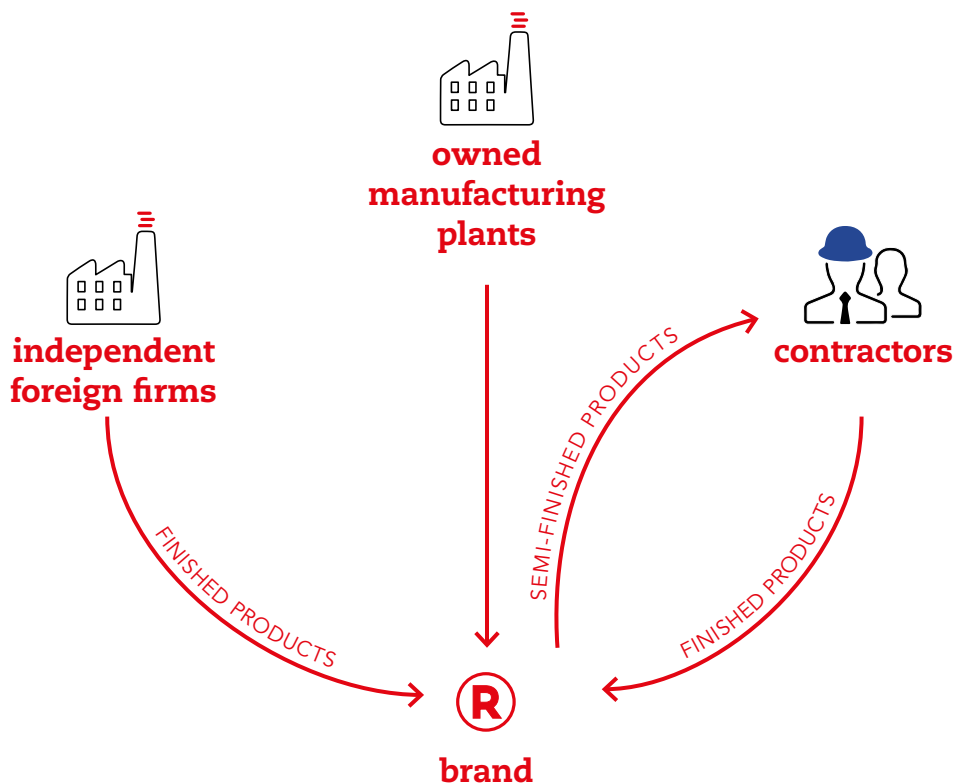 owned
manufacturing
plants
independent
foreign firms
contractors
FINISHED PRODUCTS
SEMI-FINISHED PRODUCTS
FINISHED PRODUCTS
R
brand